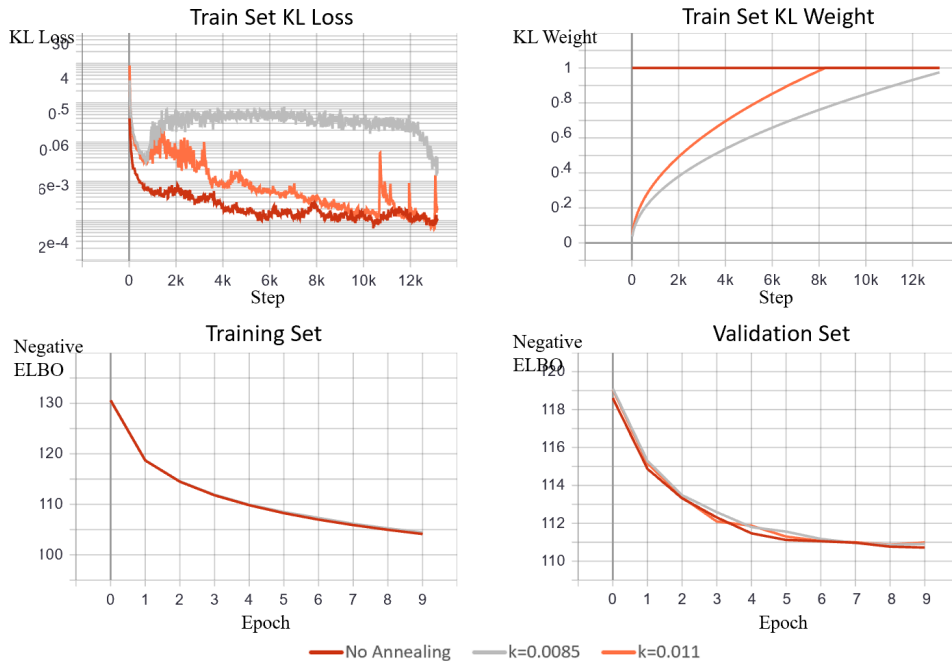 Train Set KL Loss
KL Loss
30
4
0.5
0.06
6e-3
2e-4
0 2k 4k 6k 8k 10k 12k
Step
Train Set KL Weight
KL Weight
1
0.8
0.6
0.4
0.2
0
0 2k 4k 6k 8k 10k 12k
Step
Training Set
Negative
ELBO
130
120
110
100
0 1 2 3 4 5 6 7 8 9
Epoch
Validation Set
Negative
ELBO
120
118
116
114
112
110
0 1 2 3 4 5 6 7 8 9
Epoch
No Annealing k=0.0085 k=0.011